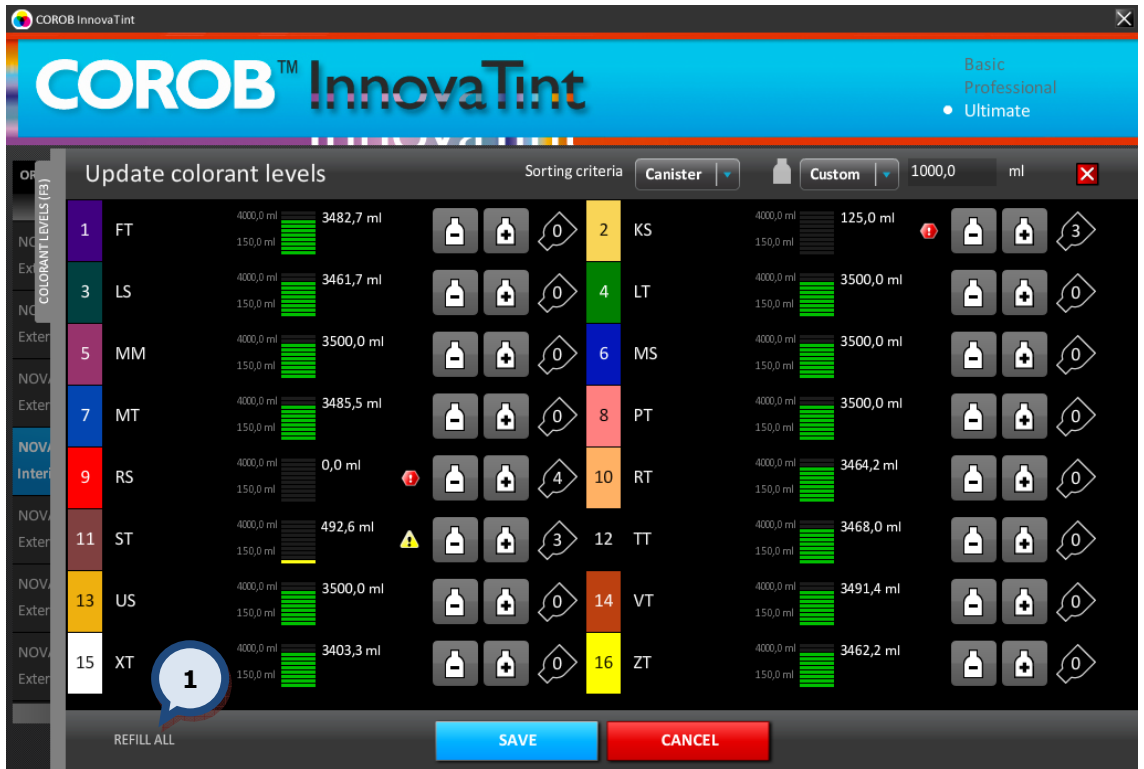 COROB InnovaTint
COROB™ InnovaTint
Basic
Professional
Ultimate
Update colorant levels
Sorting criteria
Canister
Custom
1000,0
ml
COLORANT LEVELS (F3)
1 FT 4000,0 ml 150,0 ml 3482,7 ml 0
2 KS 4000,0 ml 150,0 ml 125,0 ml 3
3 LS 4000,0 ml 150,0 ml 3461,7 ml 0
4 LT 4000,0 ml 150,0 ml 3500,0 ml 0
5 MM 4000,0 ml 150,0 ml 3500,0 ml 0
6 MS 4000,0 ml 150,0 ml 3500,0 ml 0
7 MT 4000,0 ml 150,0 ml 3485,5 ml 0
8 PT 4000,0 ml 150,0 ml 3500,0 ml 0
9 RS 4000,0 ml 150,0 ml 0,0 ml 4
10 RT 4000,0 ml 150,0 ml 3464,2 ml 0
11 ST 4000,0 ml 150,0 ml 492,6 ml 3
12 TT 4000,0 ml 150,0 ml 3468,0 ml 0
13 US 4000,0 ml 150,0 ml 3500,0 ml 0
14 VT 4000,0 ml 150,0 ml 3491,4 ml 0
15 XT 4000,0 ml 150,0 ml 3403,3 ml 0
16 ZT 4000,0 ml 150,0 ml 3462,2 ml 0
1
REFILL ALL
SAVE
CANCEL